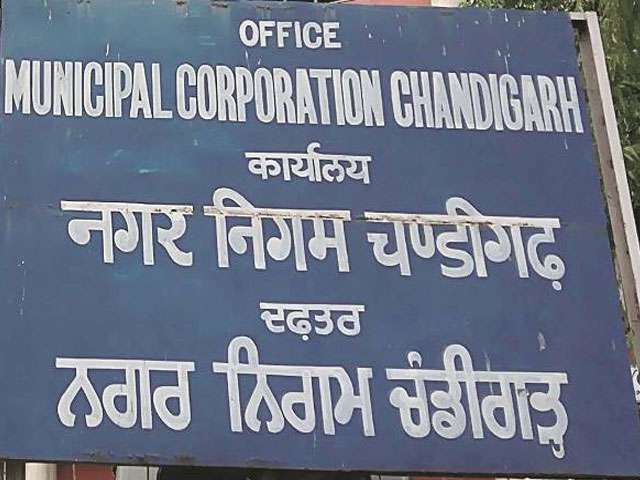 OFFICE
MUNICIPAL CORPORATION CHANDIGARH
कार्यालय
नगर निगम चण्डीगढ़
ਦਫ਼ਤਰ
ਨਗਰ ਨਿਗਮ ਚੰਡੀਗੜ੍ਹ